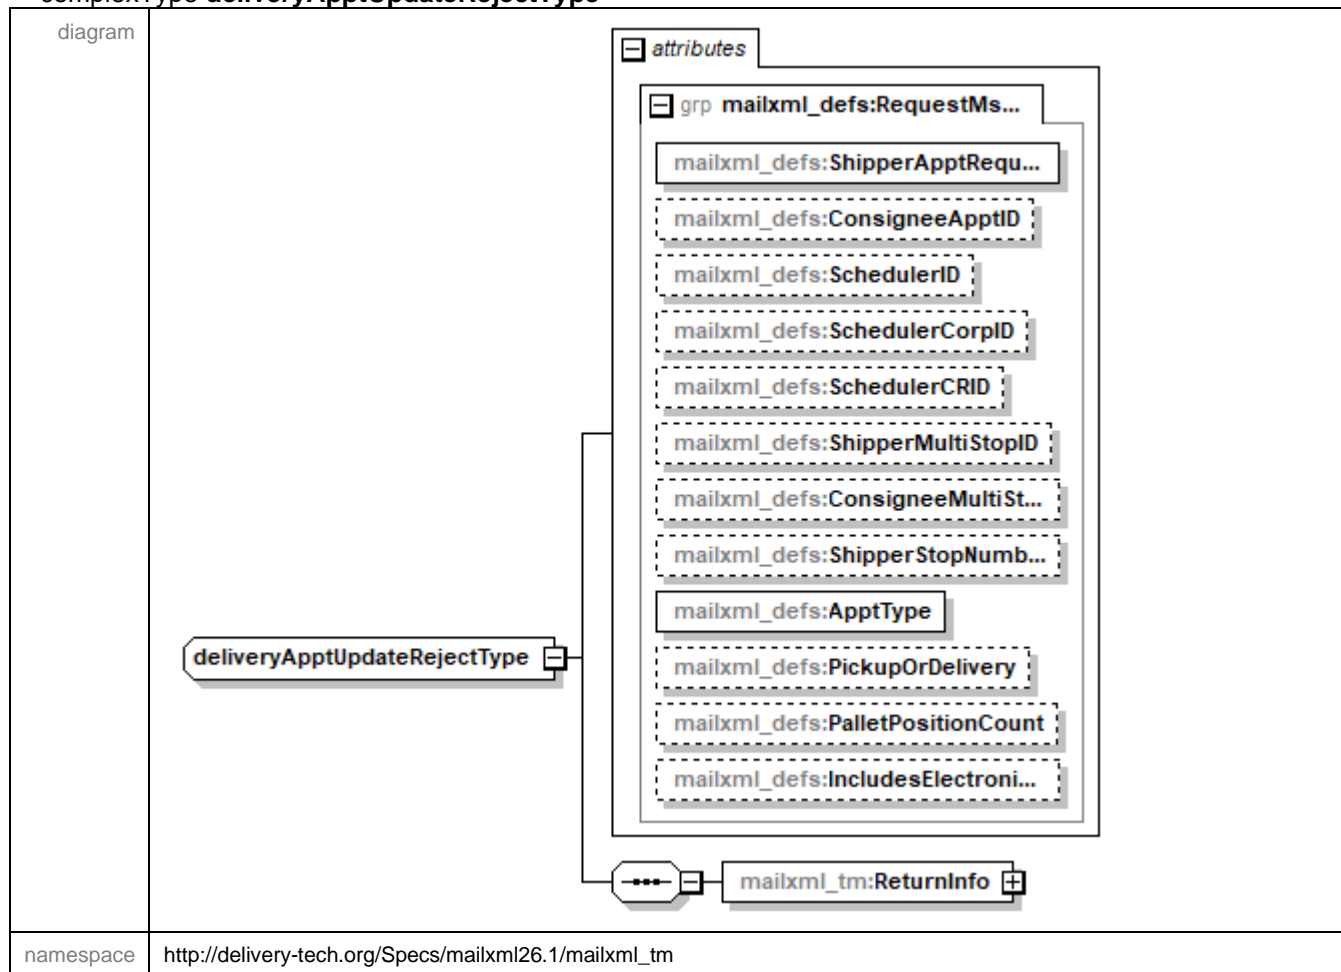 complexType deliveryApptUpdateRejectType
diagram
attributes
grp mailxml_defs:RequestMs...
mailxml_defs:ShipperApptRequ...
mailxml_defs:ConsigneeApptID
mailxml_defs:SchedulerID
mailxml_defs:SchedulerCorpID
mailxml_defs:SchedulerCRID
mailxml_defs:ShipperMultiStopID
mailxml_defs:ConsigneeMultiSt...
mailxml_defs:ShipperStopNumb...
mailxml_defs:ApptType
deliveryApptUpdateRejectType
mailxml_defs:PickupOrDelivery
mailxml_defs:PalletPositionCount
mailxml_defs:IncludesElectroni...
mailxml_tm:ReturnInfo
namespace http://delivery-tech.org/Specs/mailxml26.1/mailxml_tm